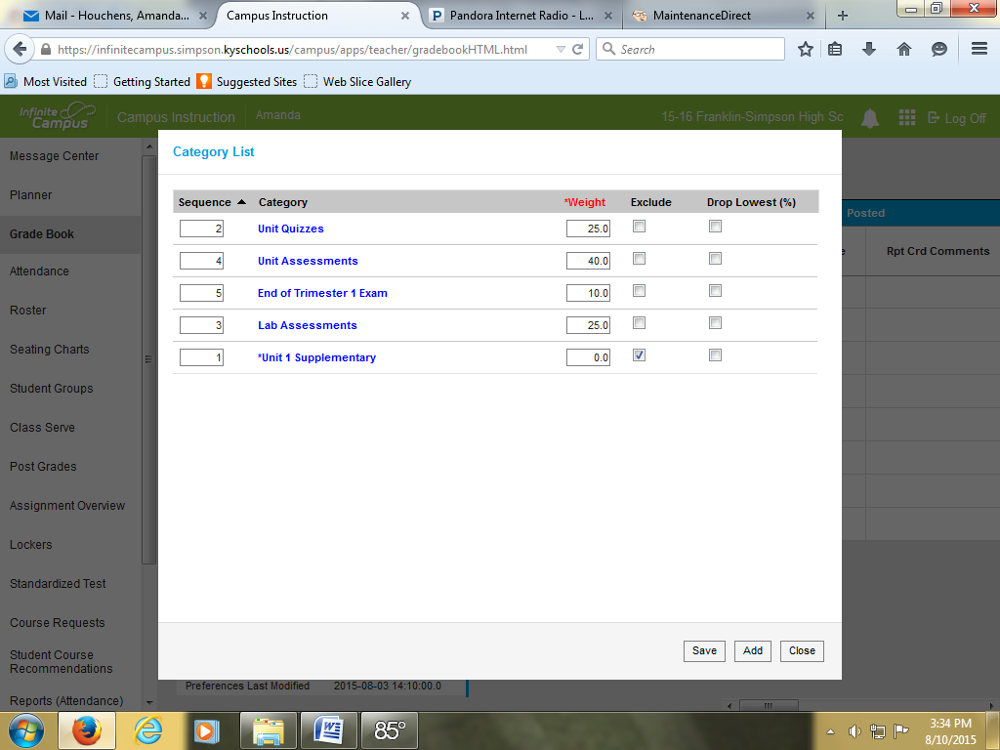 Mail - Houchens, Amanda...
Campus Instruction
Pandora Internet Radio - L...
MaintenanceDirect
https://infinitecampus.simpson.kyschools.us/campus/apps/teacher/gradebookHTML.html
Search
Most Visited Getting Started Suggested Sites Web Slice Gallery
Infinite Campus
Campus Instruction
Amanda
15-16 Franklin-Simpson High Sc
Log Off
Message Center
Planner
Grade Book
Attendance
Roster
Seating Charts
Student Groups
Class Serve
Post Grades
Assignment Overview
Lockers
Standardized Test
Course Requests
Student Course
Recommendations
Reports (Attendance)
Category List
Sequence Category *Weight Exclude Drop Lowest (%)
2 Unit Quizzes 25.0
4 Unit Assessments 40.0
5 End of Trimester 1 Exam 10.0
3 Lab Assessments 25.0
1 *Unit 1 Supplementary 0.0
Save Add Close
Posted
e Rpt Crd Comments
Preferences Last Modified 2015-08-03 14:10:00.0
85°
3:34 PM
8/10/2015